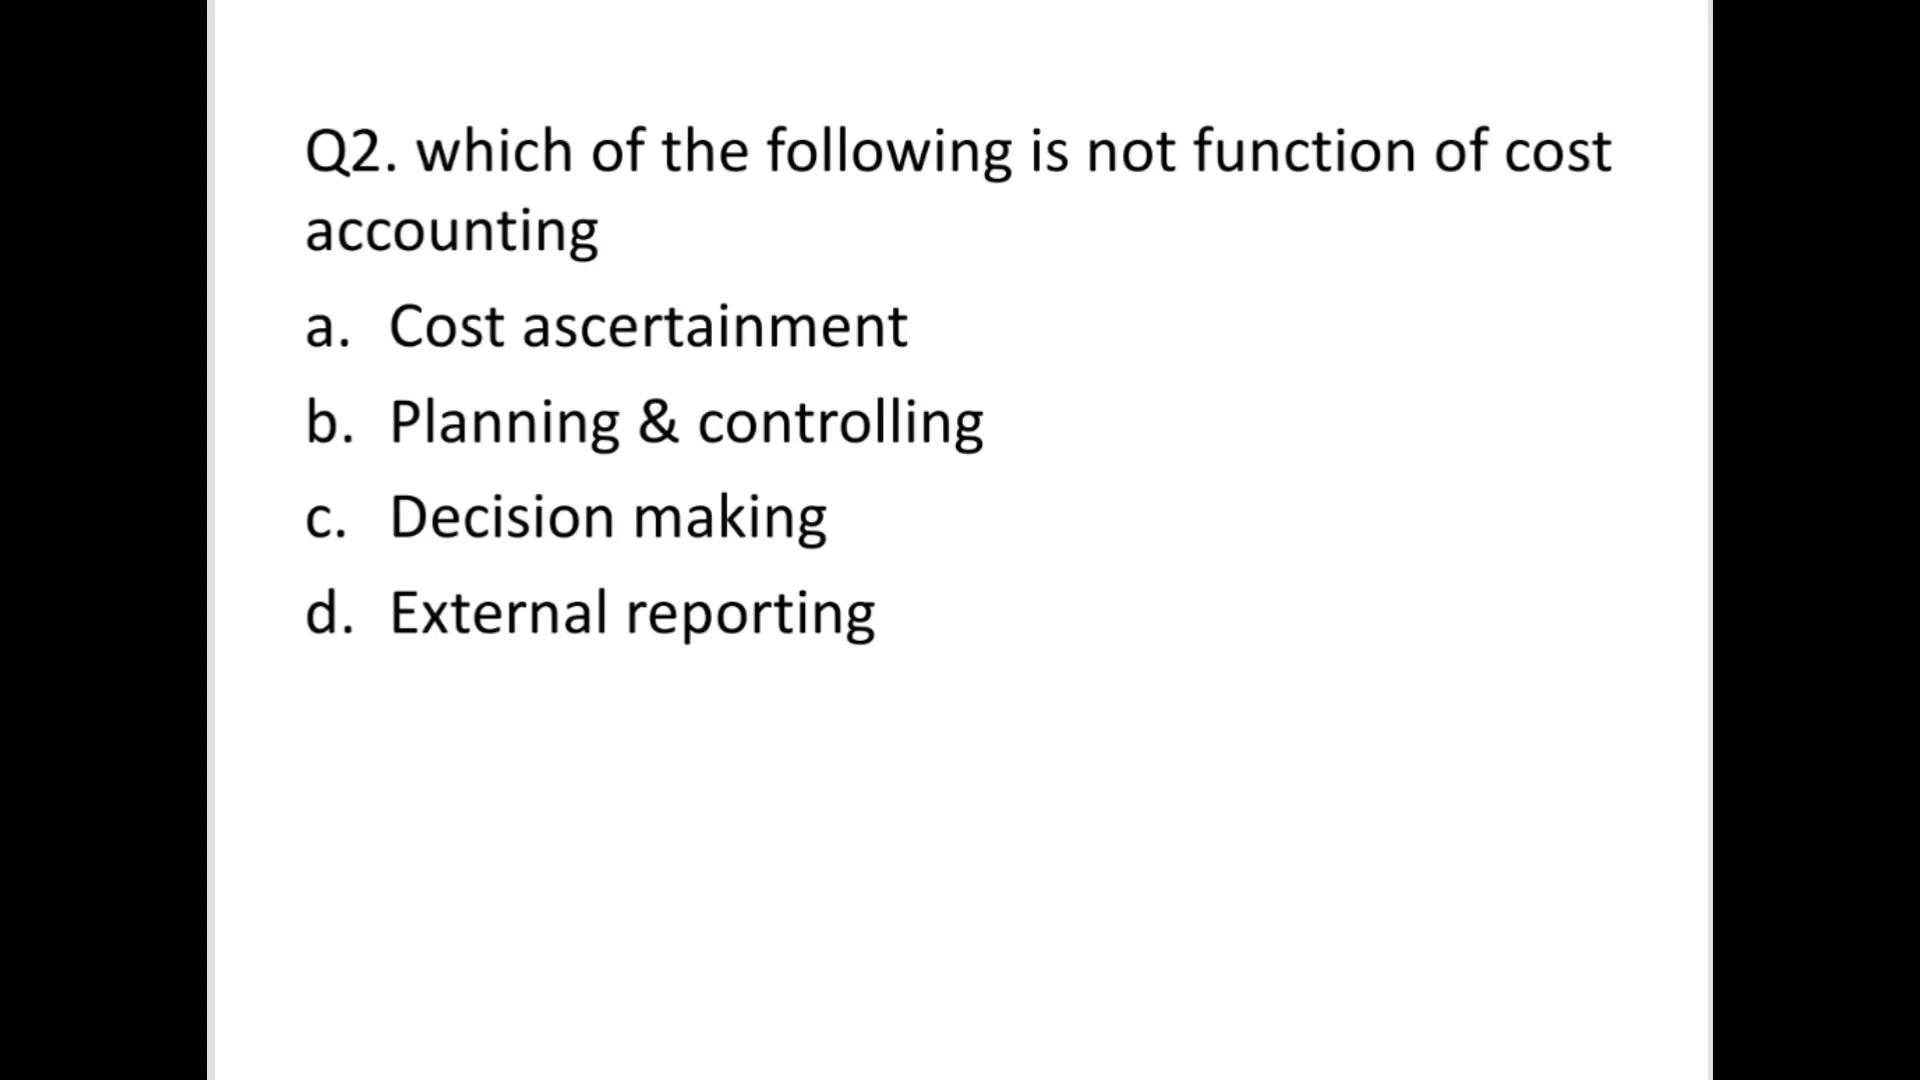 Q2. which of the following is not function of cost
accounting
a. Cost ascertainment
b. Planning & controlling
c. Decision making
d. External reporting